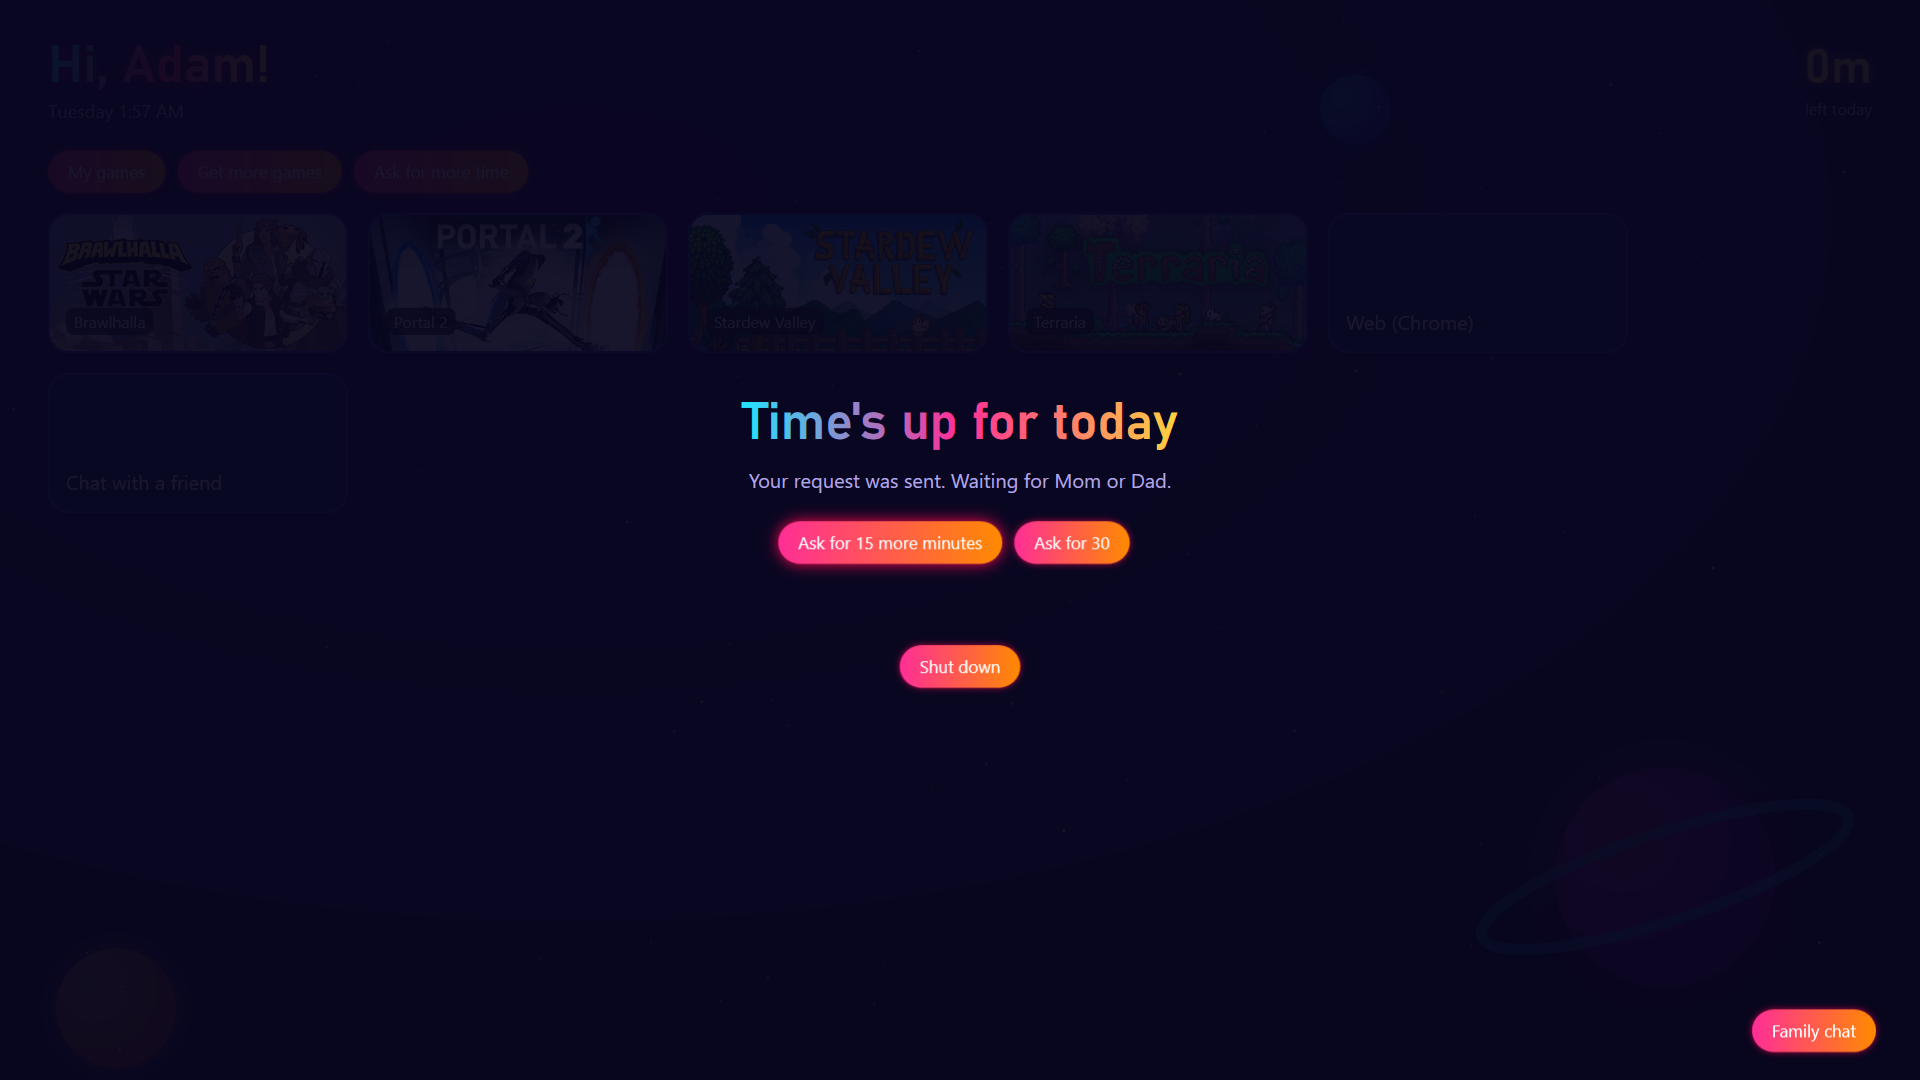 Hi, Adam!
Tuesday 1:57 AM
0m
left today
My games
Get more games
Ask for more time
BRAWLHALLA
STAR
WARS
Brawlhalla
PORTAL 2
Portal 2
STARDEW
VALLEY
Stardew Valley
Terraria
Terraria
Web (Chrome)
Chat with a friend
Time's up for today
Your request was sent. Waiting for Mom or Dad.
Ask for 15 more minutes
Ask for 30
Shut down
Family chat